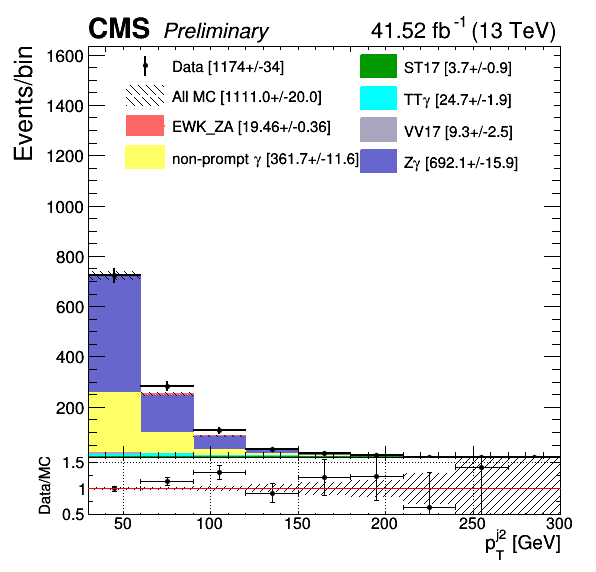 CMS Preliminary 41.52 fb⁻¹ (13 TeV)
Events/bin
1600
1400
1200
1000
800
600
400
200
Data [1174+/-34]
All MC [1111.0+/-20.0]
EWK_ZA [19.46+/-0.36]
non-prompt γ [361.7+/-11.6]
ST17 [3.7+/-0.9]
TTγ [24.7+/-1.9]
VV17 [9.3+/-2.5]
Zγ [692.1+/-15.9]
Data/MC
1.5
1
0.5
50 100 150 200 250 300
p_T^j2 [GeV]